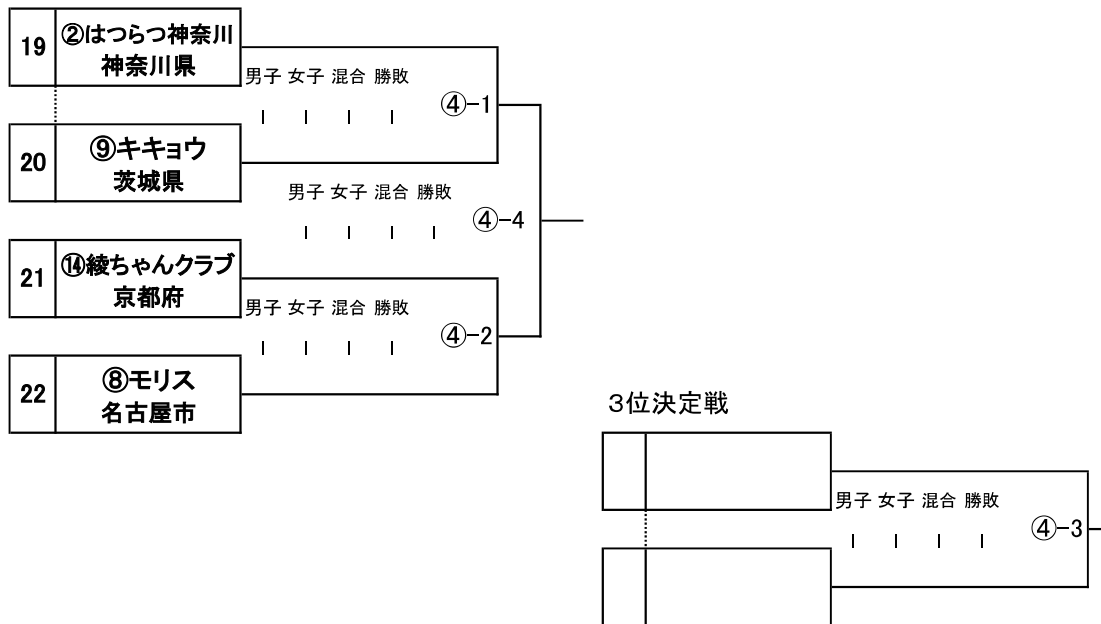 19
②はつらつ神奈川
神奈川県
男子 女子 混合 勝敗
④-1
20
⑨キキョウ
茨城県
男子 女子 混合 勝敗
④-4
21
⑭綾ちゃんクラブ
京都府
男子 女子 混合 勝敗
④-2
22
⑧モリス
名古屋市
3位決定戦
男子 女子 混合 勝敗
④-3